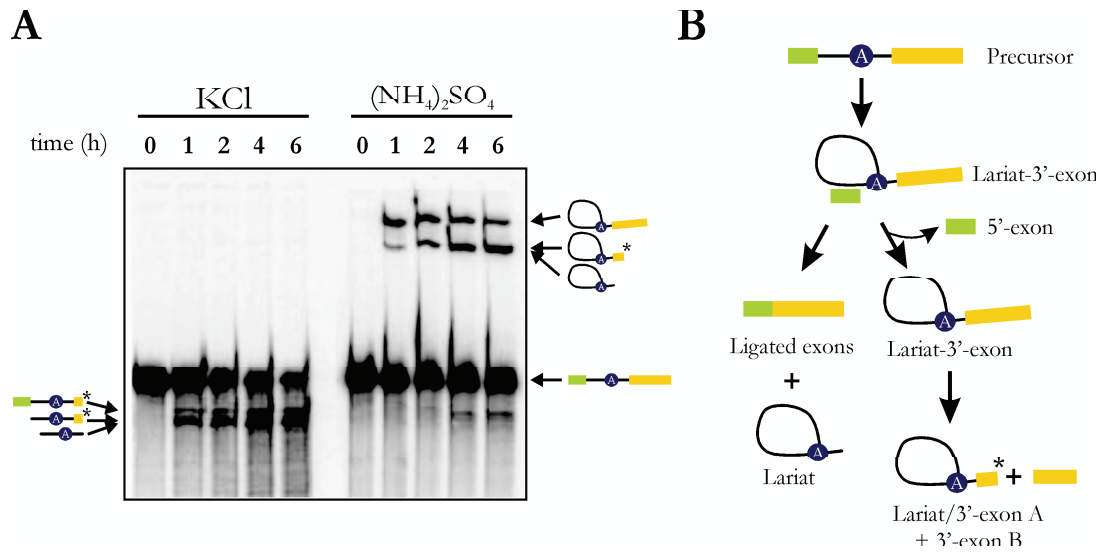 A
KCl
(NH₄)₂SO₄
time (h)
0 1 2 4 6 0 1 2 4 6
*
A
A
*
A
A
*
A
*
A
A
B
A
Precursor
A
Lariat-3'-exon
5'-exon
Ligated exons
+
A
Lariat
A
Lariat-3'-exon
A
*
+
Lariat/3'-exon A
+ 3'-exon B